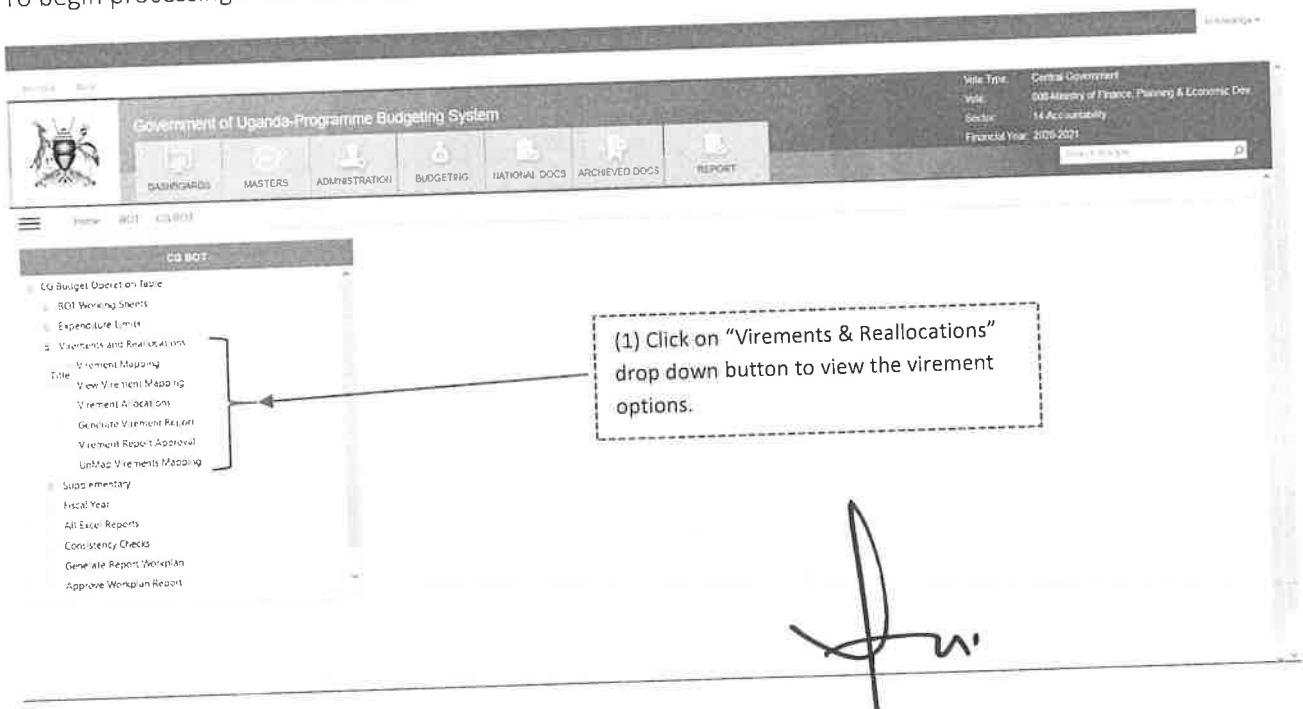 To begin processing
Government of Uganda-Programme Budgeting System
Vote Type: Central Government
Vote: 008-Ministry of Finance, Planning & Economic Dev
Sector: 14 Accountability
Financial Year: 2020-2021
DASHBOARDS MASTERS ADMINISTRATION BUDGETING NATIONAL DOCS ARCHIEVED DOCS REPORT
Home BOT CG BOT
CG BOT
CG Budget Operation Table
BOT Working Sheets
Expenditure Limits
Virements and Reallocations
Virement Mapping
Title
View Virement Mapping
Virement Allocations
Generate Virement Report
Virement Report Approval
UnMap Virements Mapping
Supplementary
Fiscal Year
All Excel Reports
Consistency Checks
Generate Report Workplan
Approve Workplan Report
(1) Click on "Virements & Reallocations"
drop down button to view the virement
options.